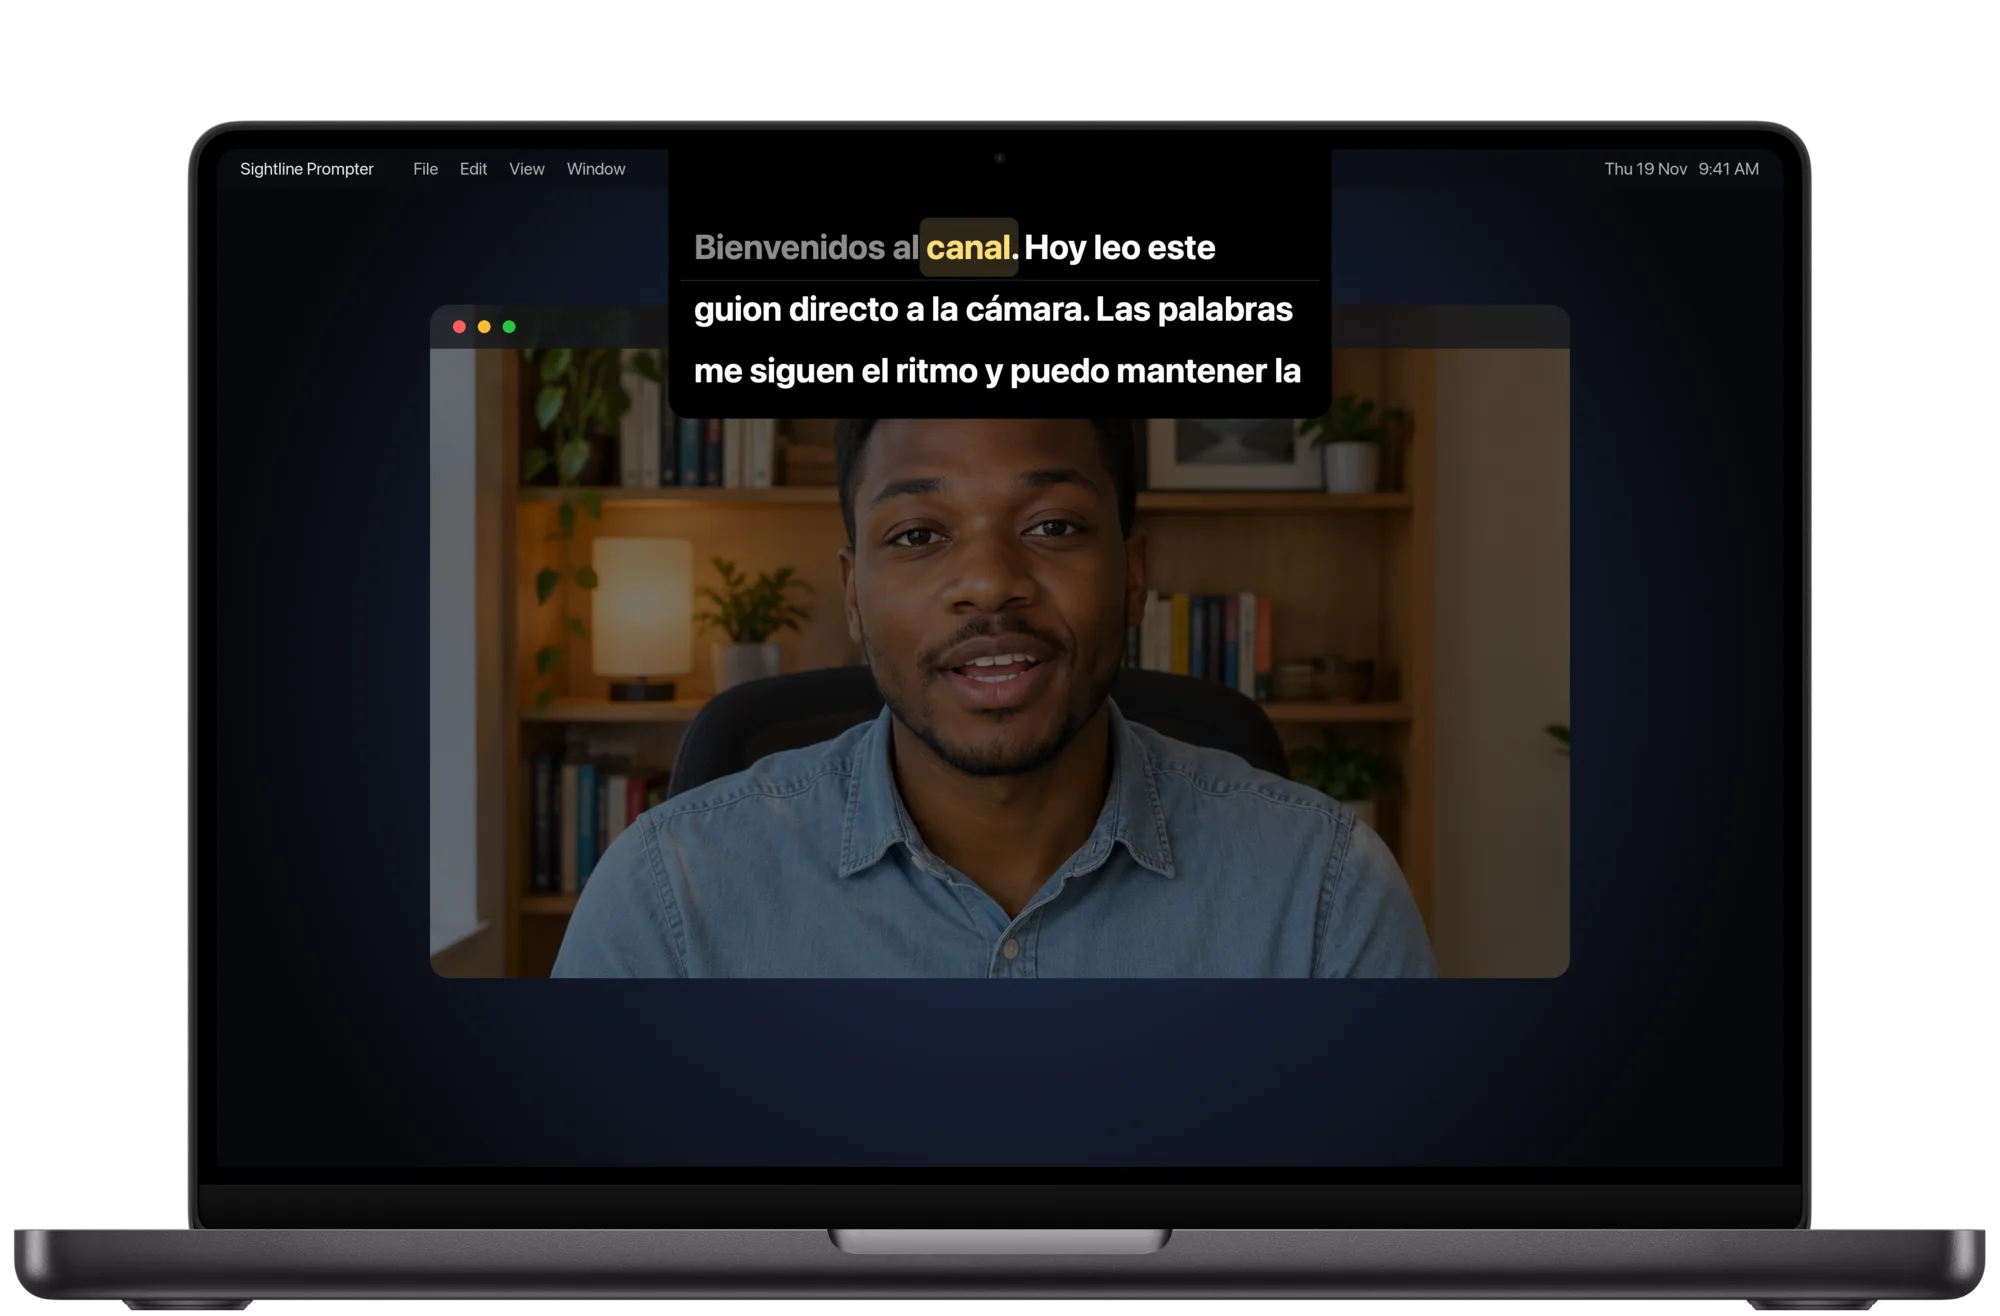 Sightline Prompter File Edit View Window Thu 19 Nov 9:41 AM
Bienvenidos al canal. Hoy leo este
guion directo a la cámara. Las palabras
me siguen el ritmo y puedo mantener la